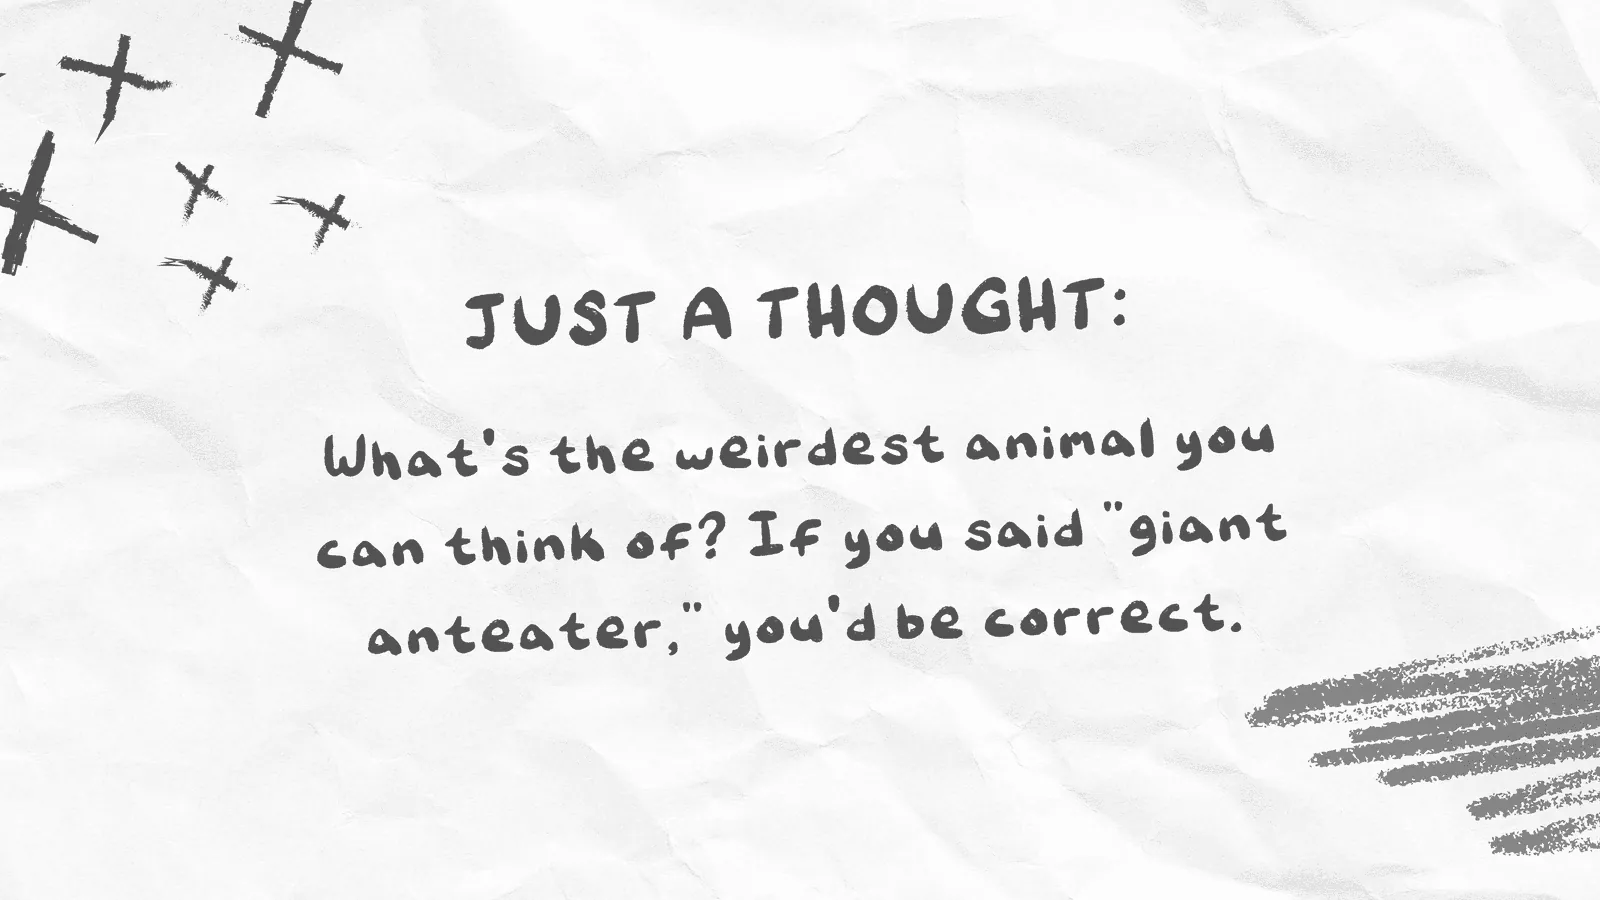 JUST A THOUGHT:
What's the weirdest animal you
can think of? If you said "giant
anteater," you'd be correct.